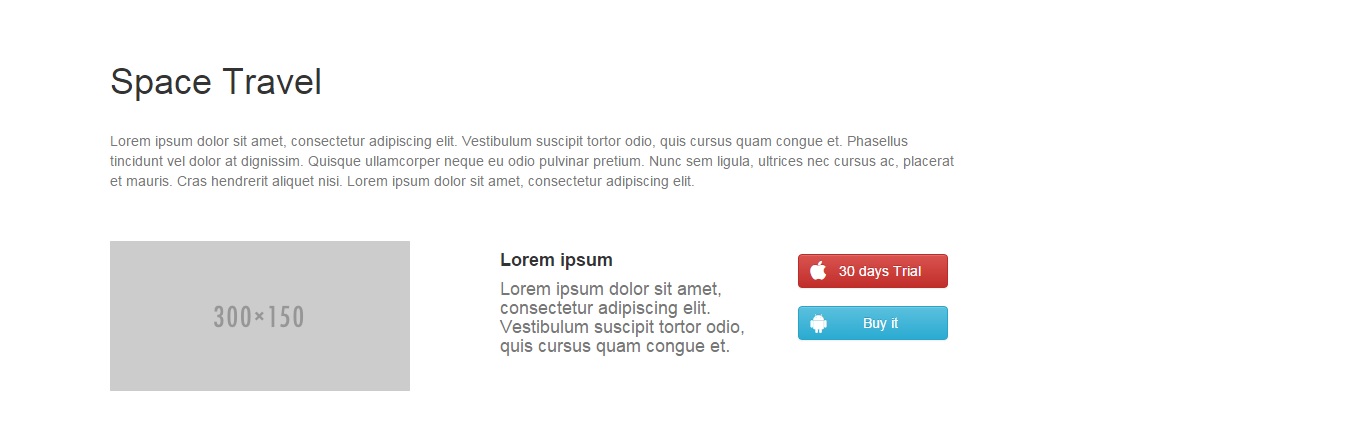 Space Travel
Lorem ipsum dolor sit amet, consectetur adipiscing elit. Vestibulum suscipit tortor odio, quis cursus quam congue et. Phasellus
tincidunt vel dolor at dignissim. Quisque ullamcorper neque eu odio pulvinar pretium. Nunc sem ligula, ultrices nec cursus ac, placerat
et mauris. Cras hendrerit aliquet nisi. Lorem ipsum dolor sit amet, consectetur adipiscing elit.
300×150
Lorem ipsum
Lorem ipsum dolor sit amet,
consectetur adipiscing elit.
Vestibulum suscipit tortor odio,
quis cursus quam congue et.
30 days Trial
Buy it